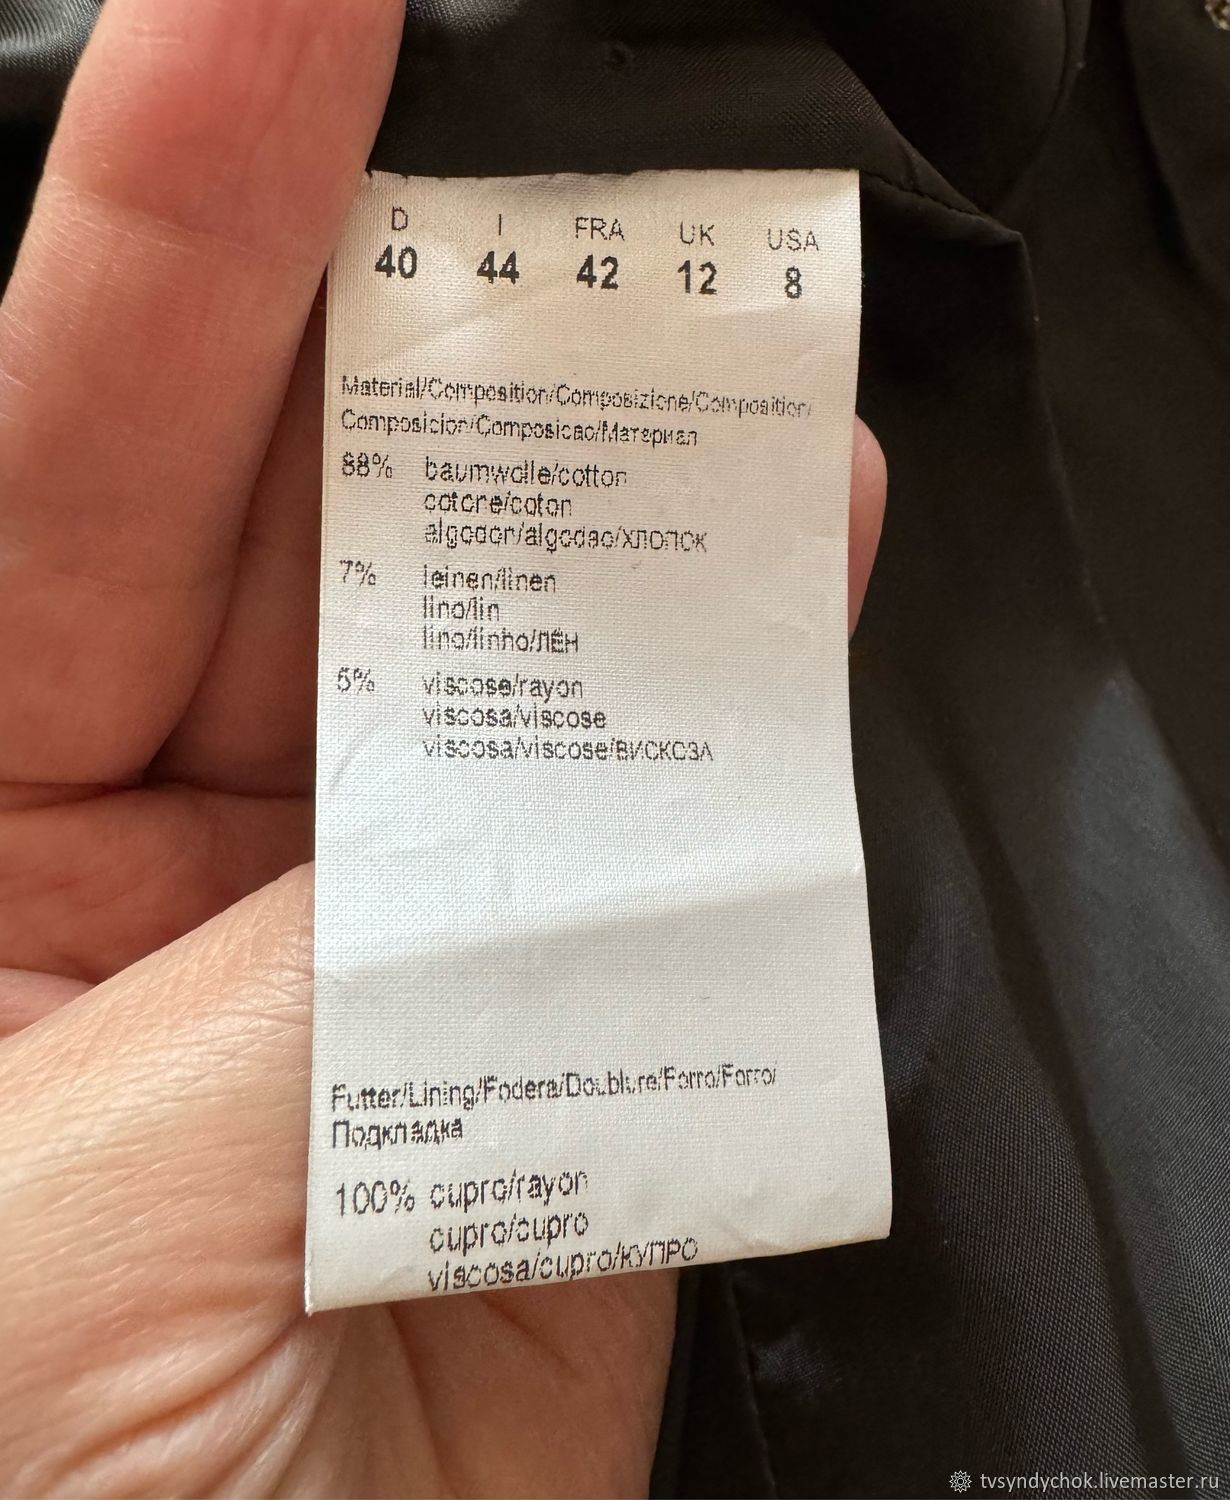 D I FRA UK USA
40 44 42 12 8
Material/Composition/Composizione/Composition/
Composicion/Composicao/Материал
88% baumwolle/cotton
cotone/coton
algodon/algodao/ХЛОПОК
7% leinen/linen
lino/lin
lino/linho/ЛЁН
5% viscose/rayon
viscosa/viscose
viscosa/viscose/ВИСКОЗА
Futter/Lining/Fodera/Doublure/Forro/Forro/
Подкладка
100% cupro/rayon
cupro/cupro
viscosa/cupro/КУПРО
tvsyndychok.livemaster.ru